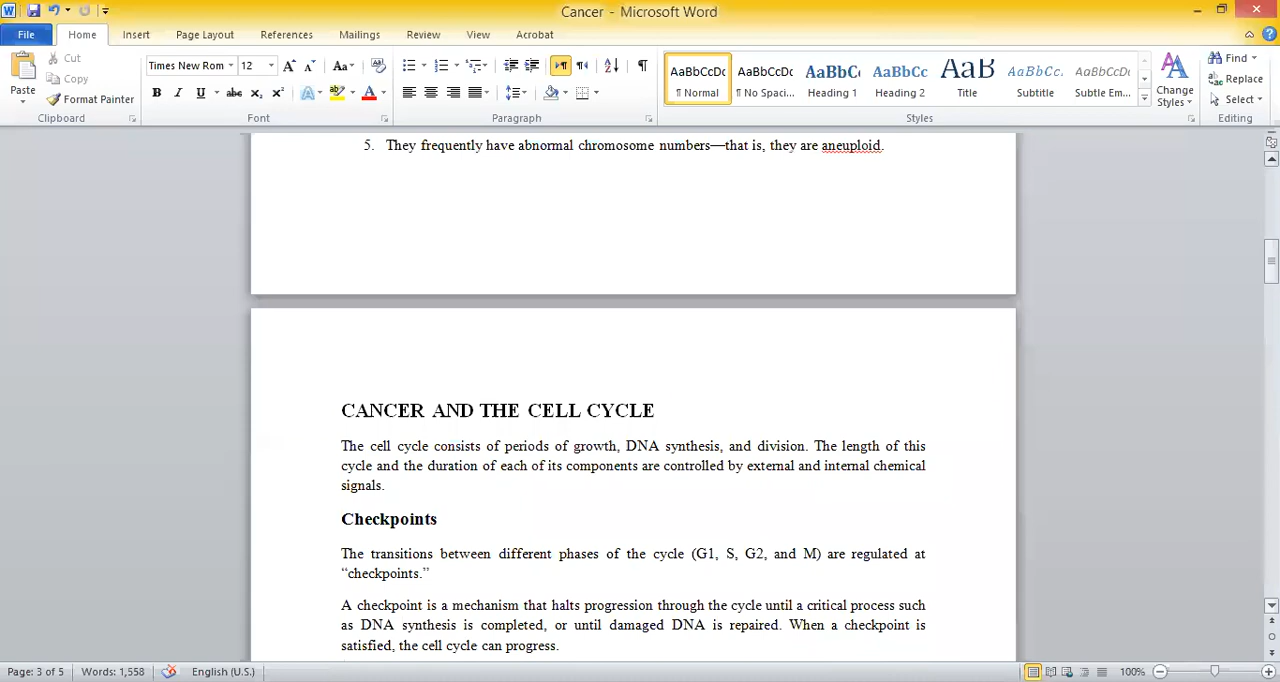 Cancer - Microsoft Word
File Home Insert Page Layout References Mailings Review View Acrobat
Paste
Cut
Copy
Format Painter
Clipboard
Times New Rom 12
Font
Paragraph
AaBbCcDc ¶ Normal
AaBbCcDc ¶ No Spaci...
AaBbC Heading 1
AaBbCc Heading 2
AaB Title
AaBbCc. Subtitle
AaBbCcDc Subtle Em...
Change Styles
Styles
Find
Replace
Select
Editing
5. They frequently have abnormal chromosome numbers—that is, they are aneuploid.
CANCER AND THE CELL CYCLE
The cell cycle consists of periods of growth, DNA synthesis, and division. The length of this
cycle and the duration of each of its components are controlled by external and internal chemical
signals.
Checkpoints
The transitions between different phases of the cycle (G1, S, G2, and M) are regulated at
“checkpoints.”
A checkpoint is a mechanism that halts progression through the cycle until a critical process such
as DNA synthesis is completed, or until damaged DNA is repaired. When a checkpoint is
satisfied, the cell cycle can progress.
Page: 3 of 5 Words: 1,558 English (U.S.) 100%